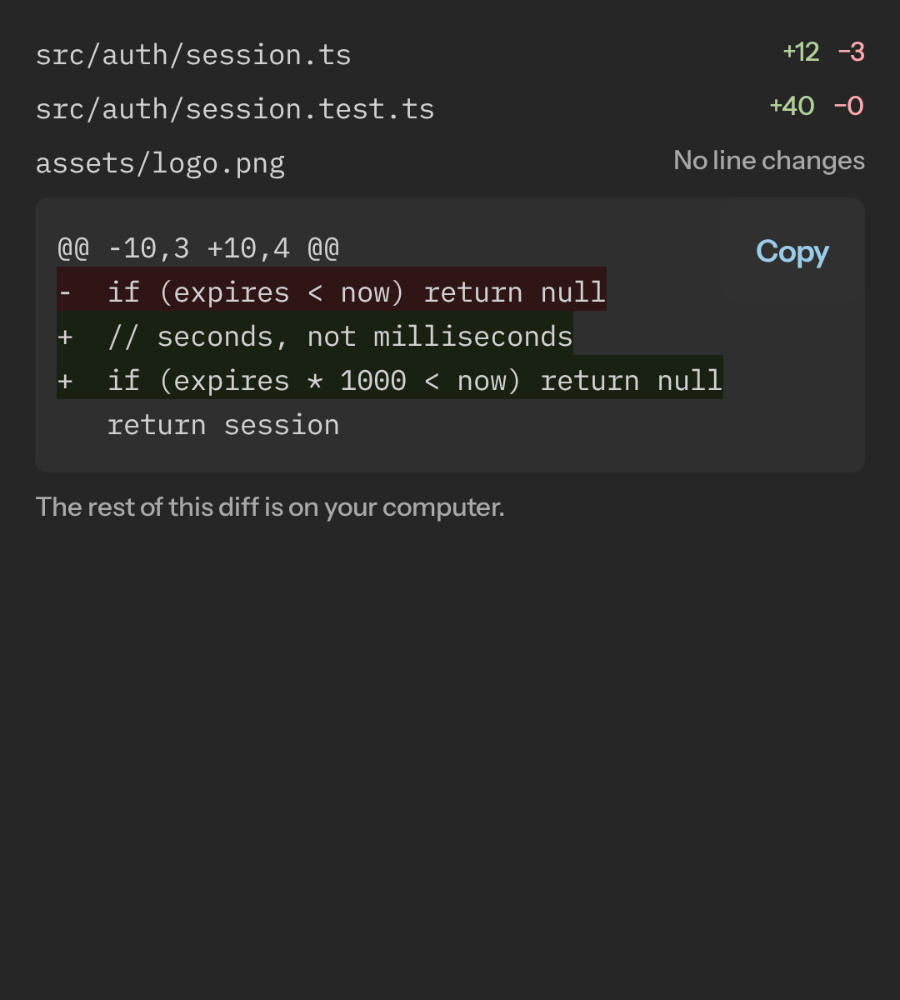 src/auth/session.ts +12 −3
src/auth/session.test.ts +40 −0
assets/logo.png No line changes
@@ -10,3 +10,4 @@ Copy
-  if (expires < now) return null
+  // seconds, not milliseconds
+  if (expires * 1000 < now) return null
   return session
The rest of this diff is on your computer.